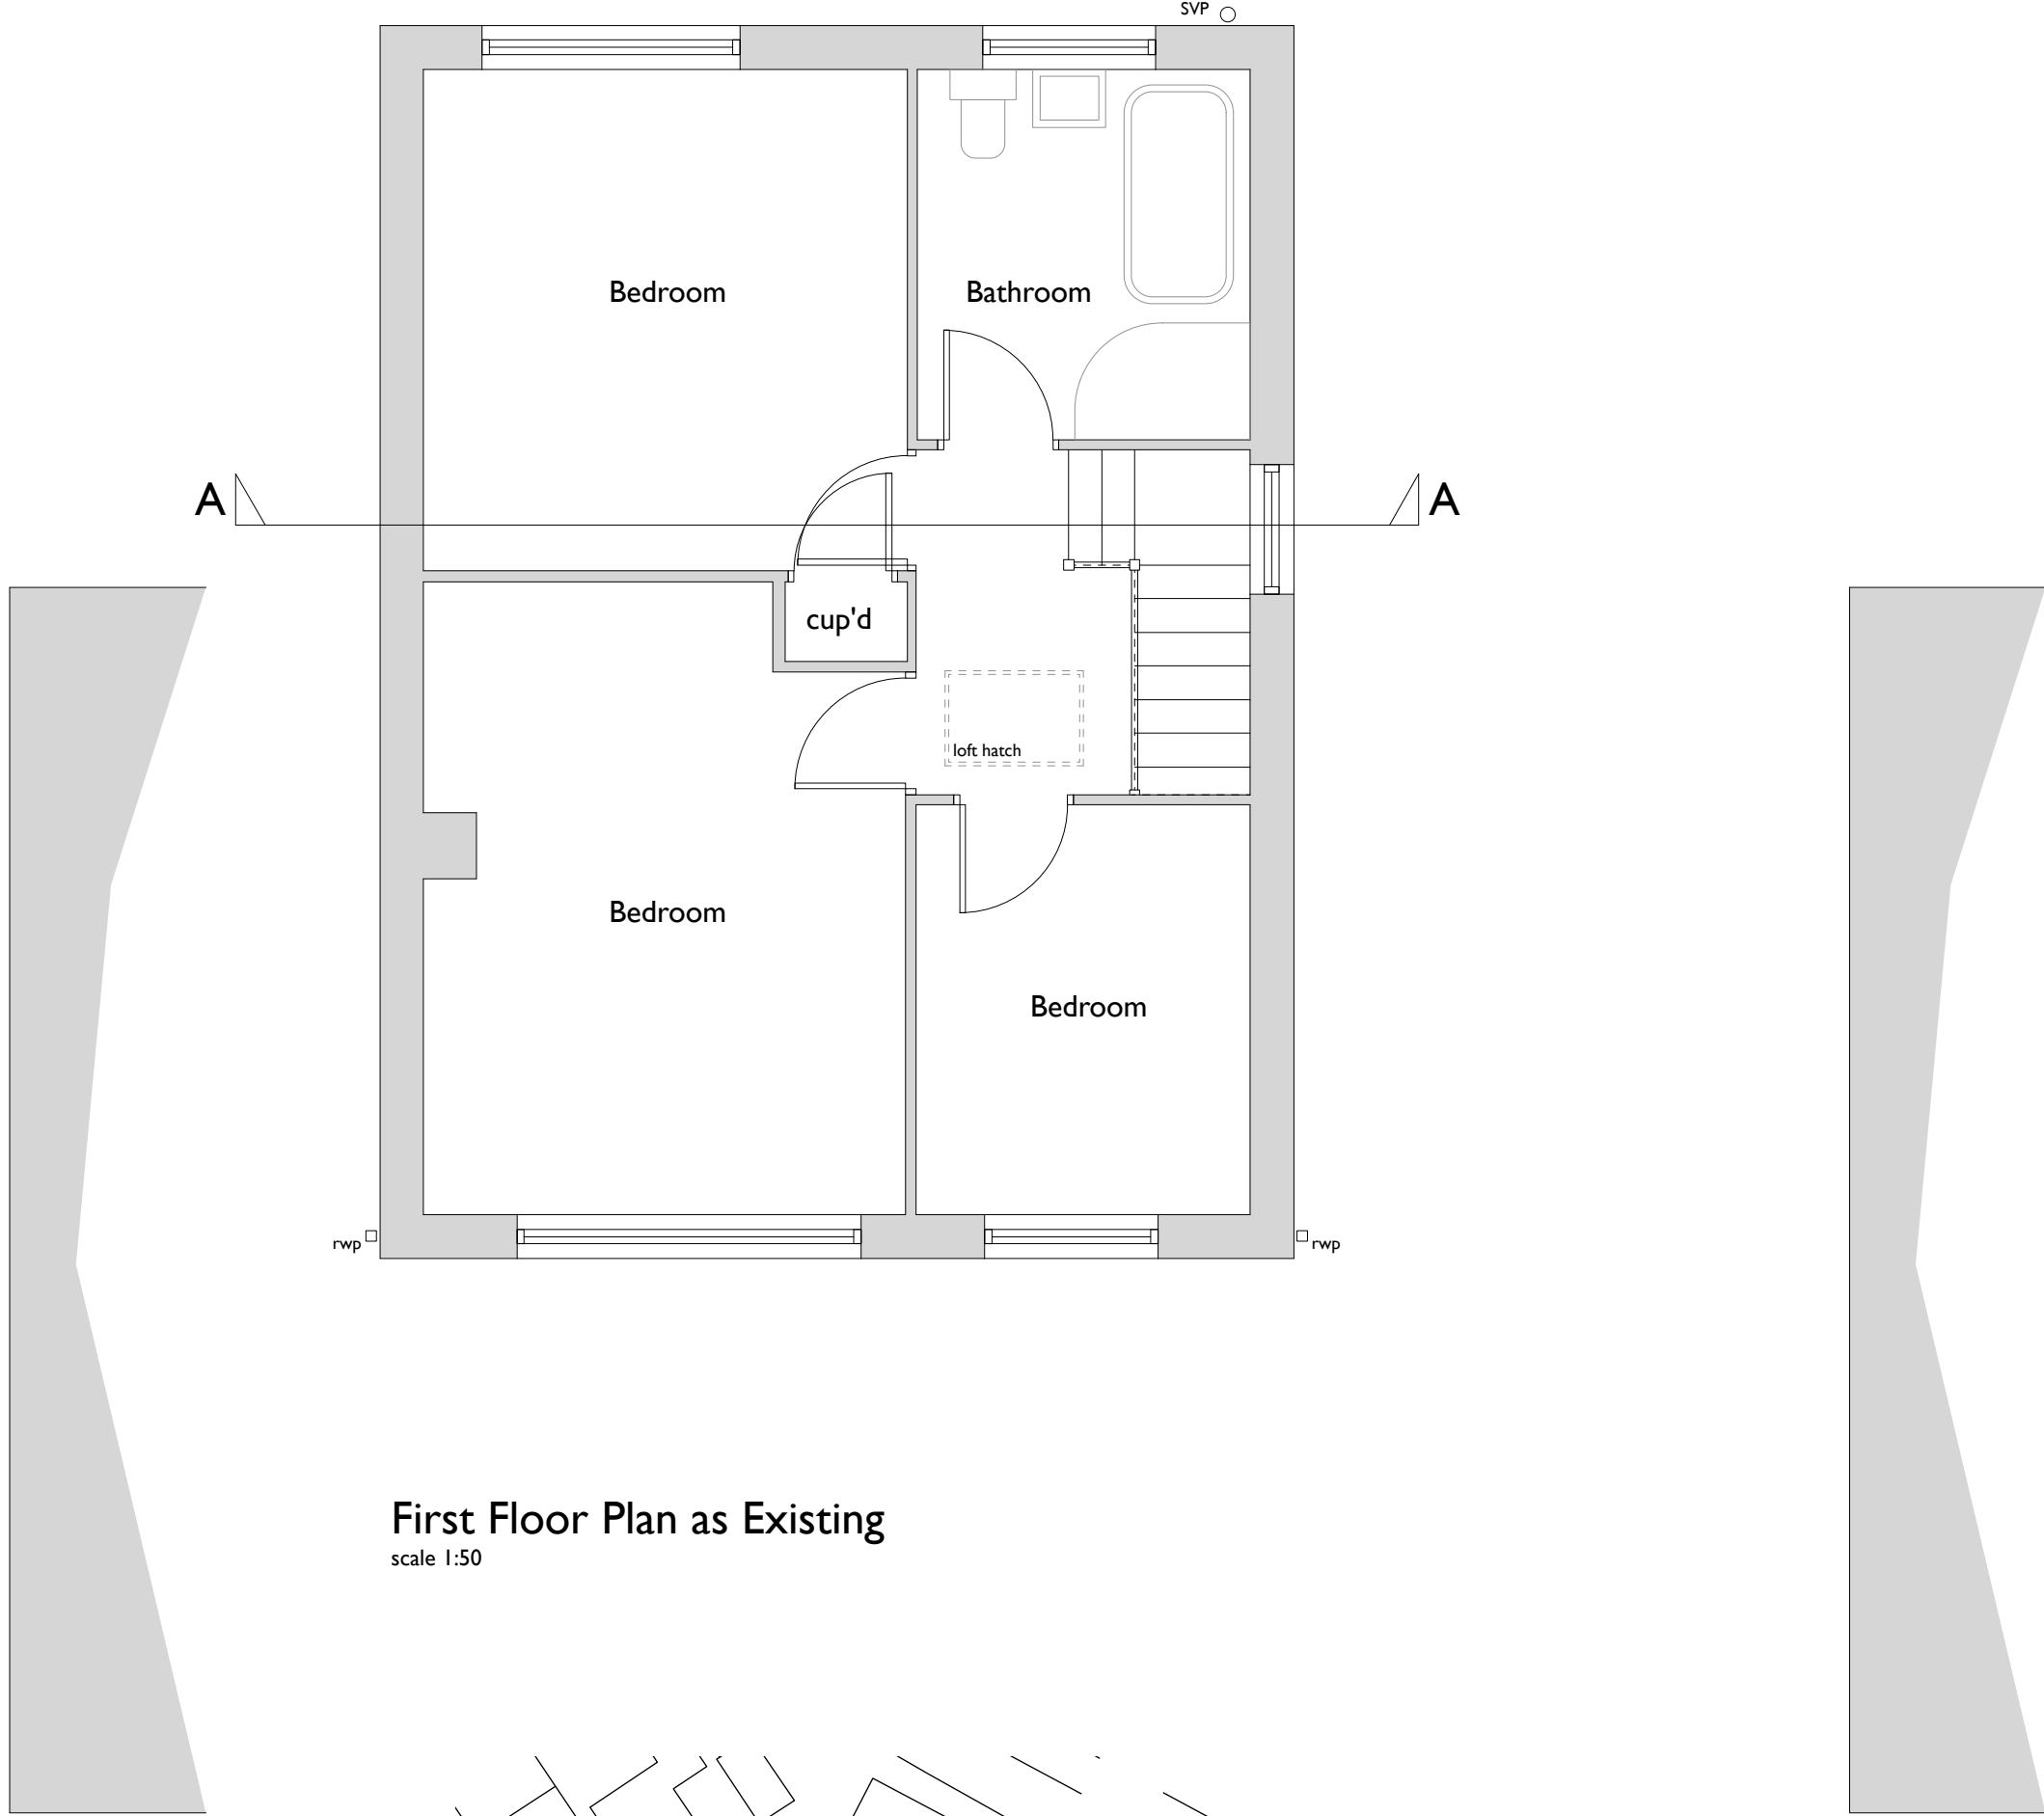 SVP
Bedroom
Bathroom
A
A
cup'd
loft hatch
Bedroom
Bedroom
rwp
rwp
First Floor Plan as Existing
scale 1:50